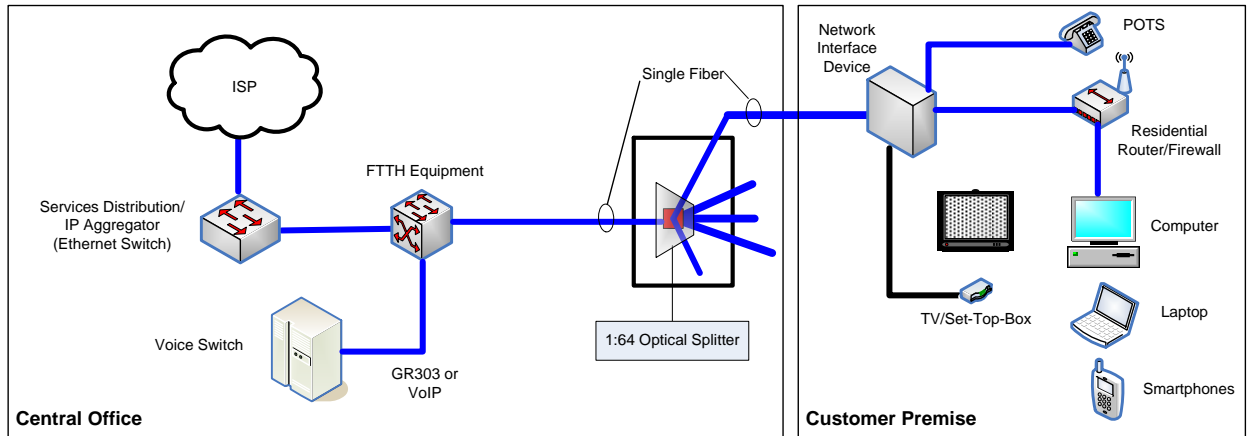 ISP
Services Distribution/
IP Aggregator
(Ethernet Switch)
FTTH Equipment
Voice Switch
GR303 or
VoIP
Single Fiber
1:64 Optical Splitter
Central Office
Network
Interface
Device
POTS
Residential
Router/Firewall
Computer
TV/Set-Top-Box
Laptop
Smartphones
Customer Premise